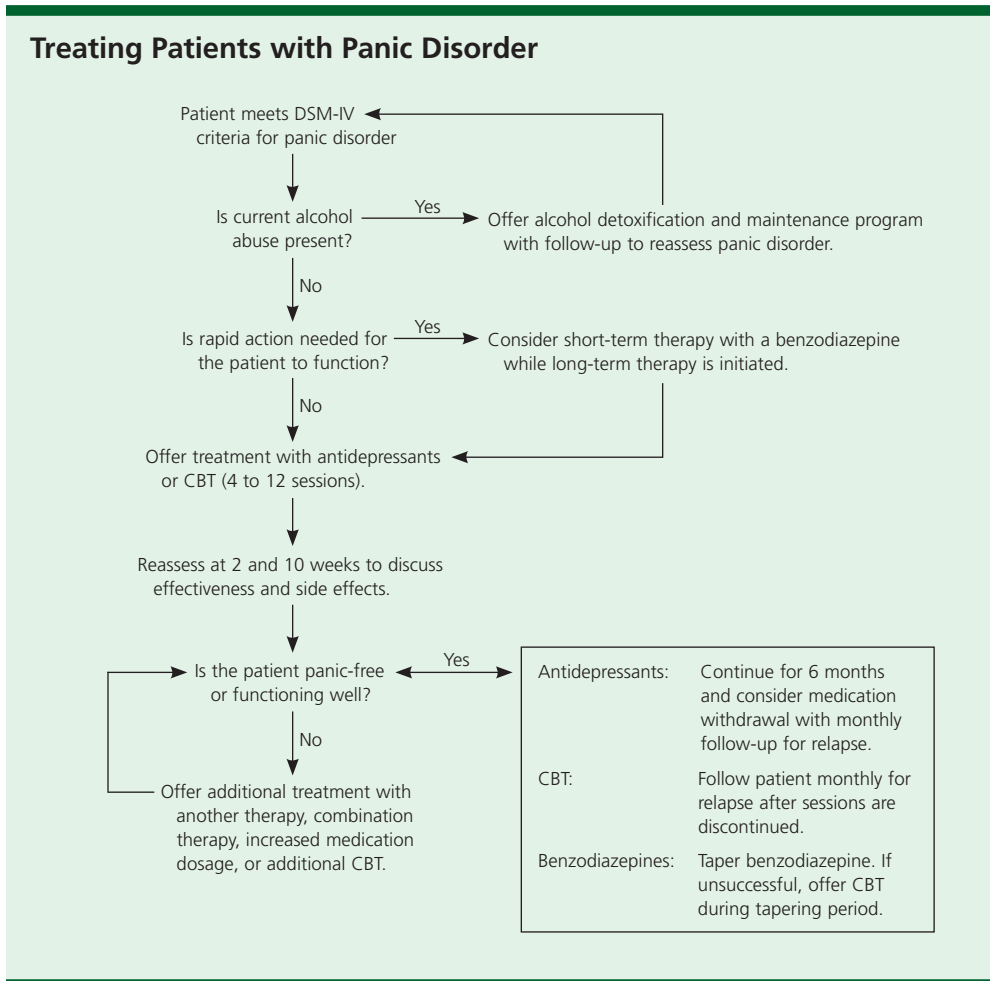 Treating Patients with Panic Disorder
Patient meets DSM-IV
criteria for panic disorder
Is current alcohol
abuse present?
Yes
Offer alcohol detoxification and maintenance program
with follow-up to reassess panic disorder.
No
Is rapid action needed for
the patient to function?
Yes
Consider short-term therapy with a benzodiazepine
while long-term therapy is initiated.
No
Offer treatment with antidepressants
or CBT (4 to 12 sessions).
Reassess at 2 and 10 weeks to discuss
effectiveness and side effects.
Is the patient panic-free
or functioning well?
Yes
No
Offer additional treatment with
another therapy, combination
therapy, increased medication
dosage, or additional CBT.
Antidepressants: Continue for 6 months
and consider medication
withdrawal with monthly
follow-up for relapse.
CBT: Follow patient monthly for
relapse after sessions are
discontinued.
Benzodiazepines: Taper benzodiazepine. If
unsuccessful, offer CBT
during tapering period.